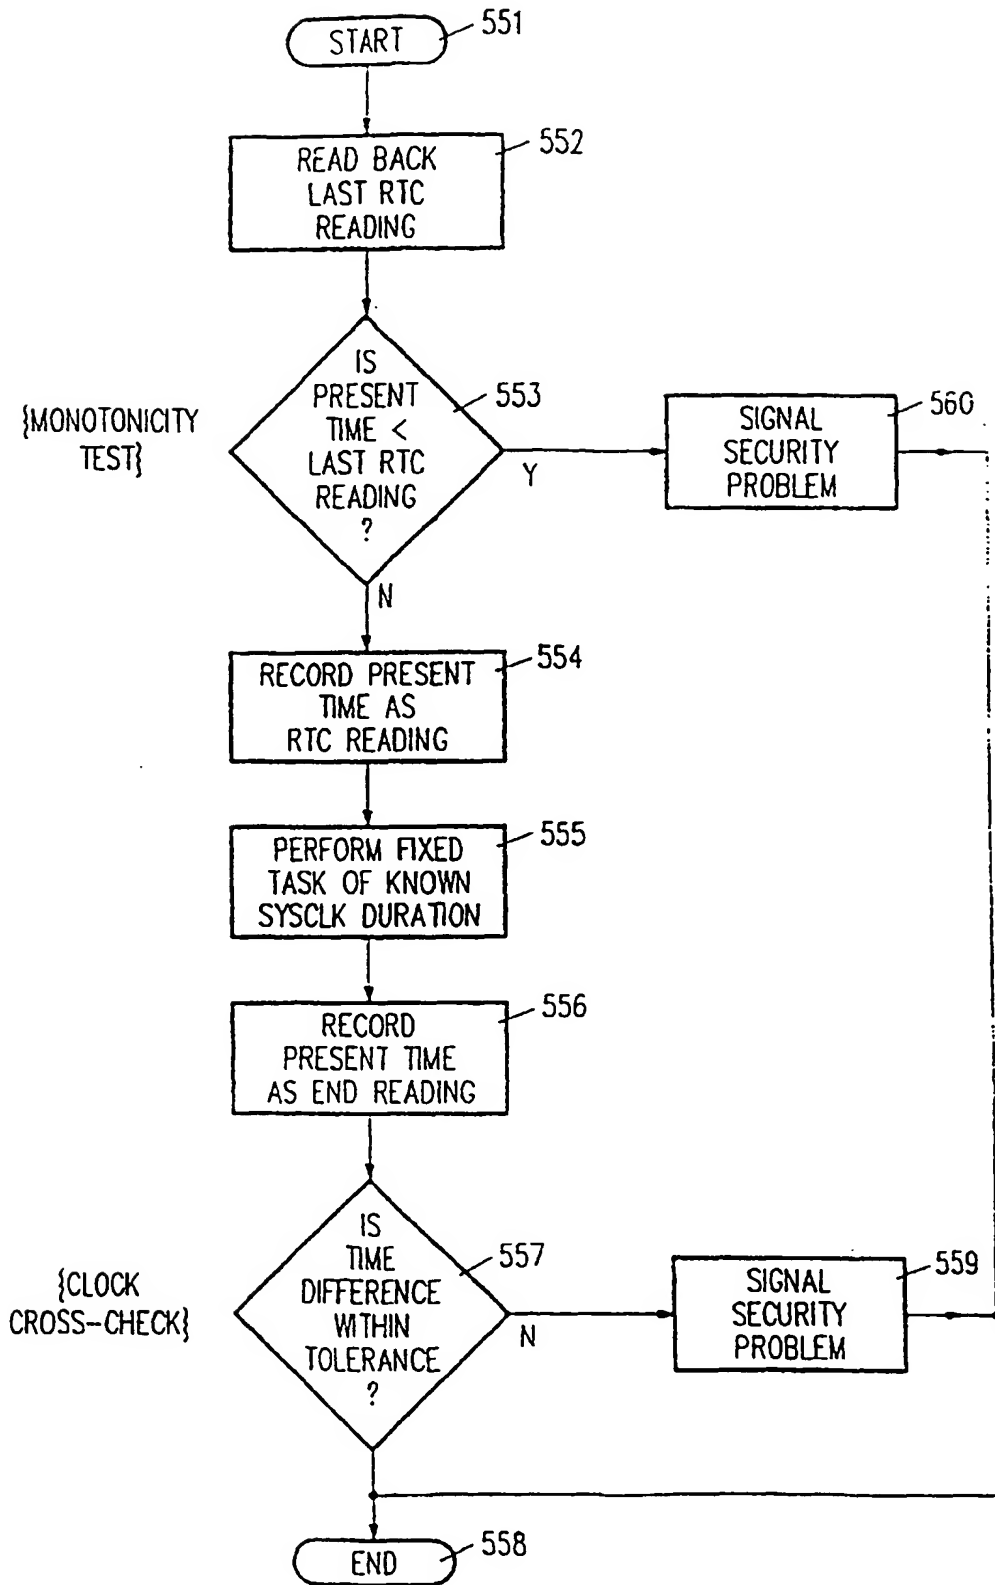 START
551
READ BACK
LAST RTC
READING
552
IS
PRESENT
TIME <
LAST RTC
READING
?
553
{MONOTONICITY
TEST}
Y
SIGNAL
SECURITY
PROBLEM
560
N
RECORD PRESENT
TIME AS
RTC READING
554
PERFORM FIXED
TASK OF KNOWN
SYSCLK DURATION
555
RECORD
PRESENT TIME
AS END READING
556
IS
TIME
DIFFERENCE
WITHIN
TOLERANCE
?
557
{CLOCK
CROSS-CHECK}
N
SIGNAL
SECURITY
PROBLEM
559
END
558